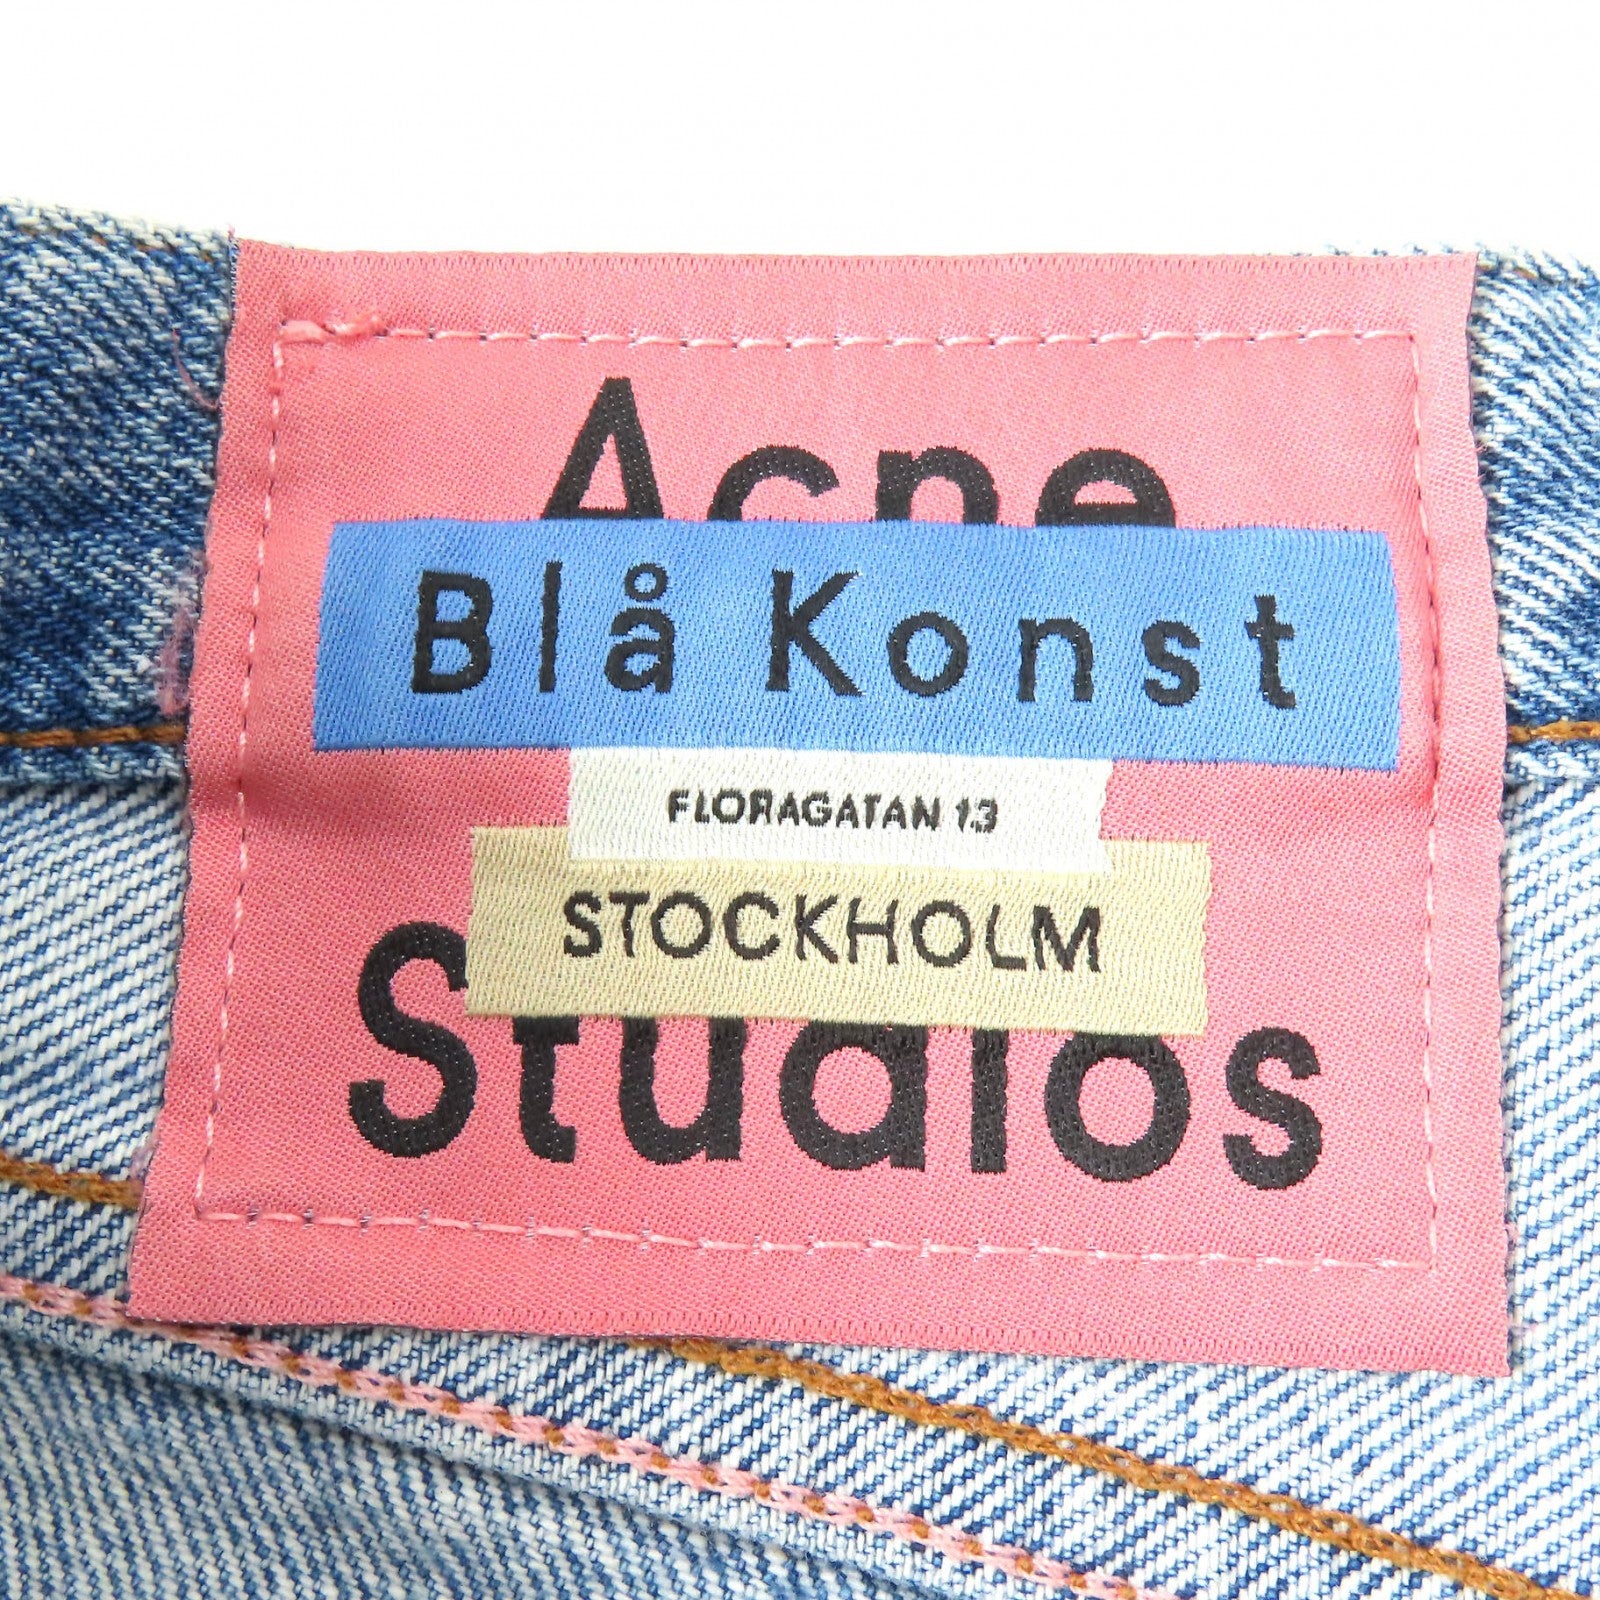 Acne
Blå Konst
FLORAGATAN 13
STOCKHOLM
Studios